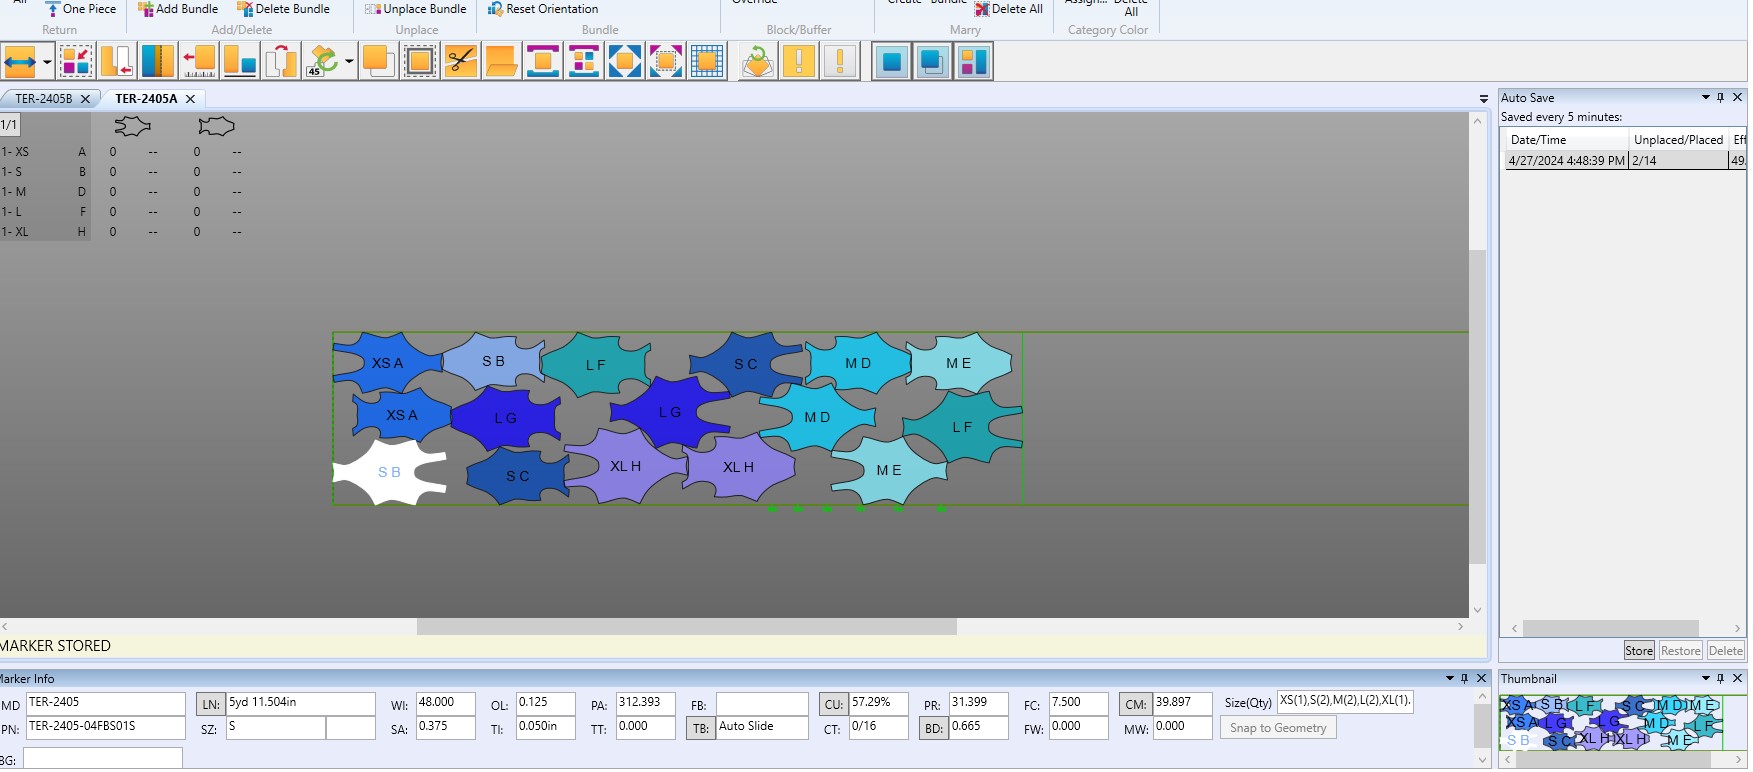 All Override Create Bundle Assign... Delete
One Piece Add Bundle Delete Bundle Unplace Bundle Reset Orientation Delete All All
Return Add/Delete Unplace Bundle Block/Buffer Marry Category Color
45
TER-2405B TER-2405A
Auto Save
Saved every 5 minutes:
Date/Time Unplaced/Placed Eff
4/27/2024 4:48:39 PM 2/14 49.
1/1
1- XS A 0 -- 0 --
1- S B 0 -- 0 --
1- M D 0 -- 0 --
1- L F 0 -- 0 --
1- XL H 0 -- 0 --
XS A S B L F S C M D M E
XS A L G L G M D L F
S B S C XL H XL H M E
MARKER STORED
Store Restore Delete
Marker Info
MD TER-2405 LN: 5yd 11.504in WI: 48.000 OL: 0.125 PA: 312.393 FB: CU: 57.29% PR: 31.399 FC: 7.500 CM: 39.897 Size(Qty) XS(1),S(2),M(2),L(2),XL(1).
PN: TER-2405-04FBS01S SZ: S SA: 0.375 TI: 0.050in TT: 0.000 TB: Auto Slide CT: 0/16 BD: 0.665 FW: 0.000 MW: 0.000 Snap to Geometry
BG:
Thumbnail
XS A S B L F S C M D M E
XS A L G L G M D L F
S B S C XL H XL H M E